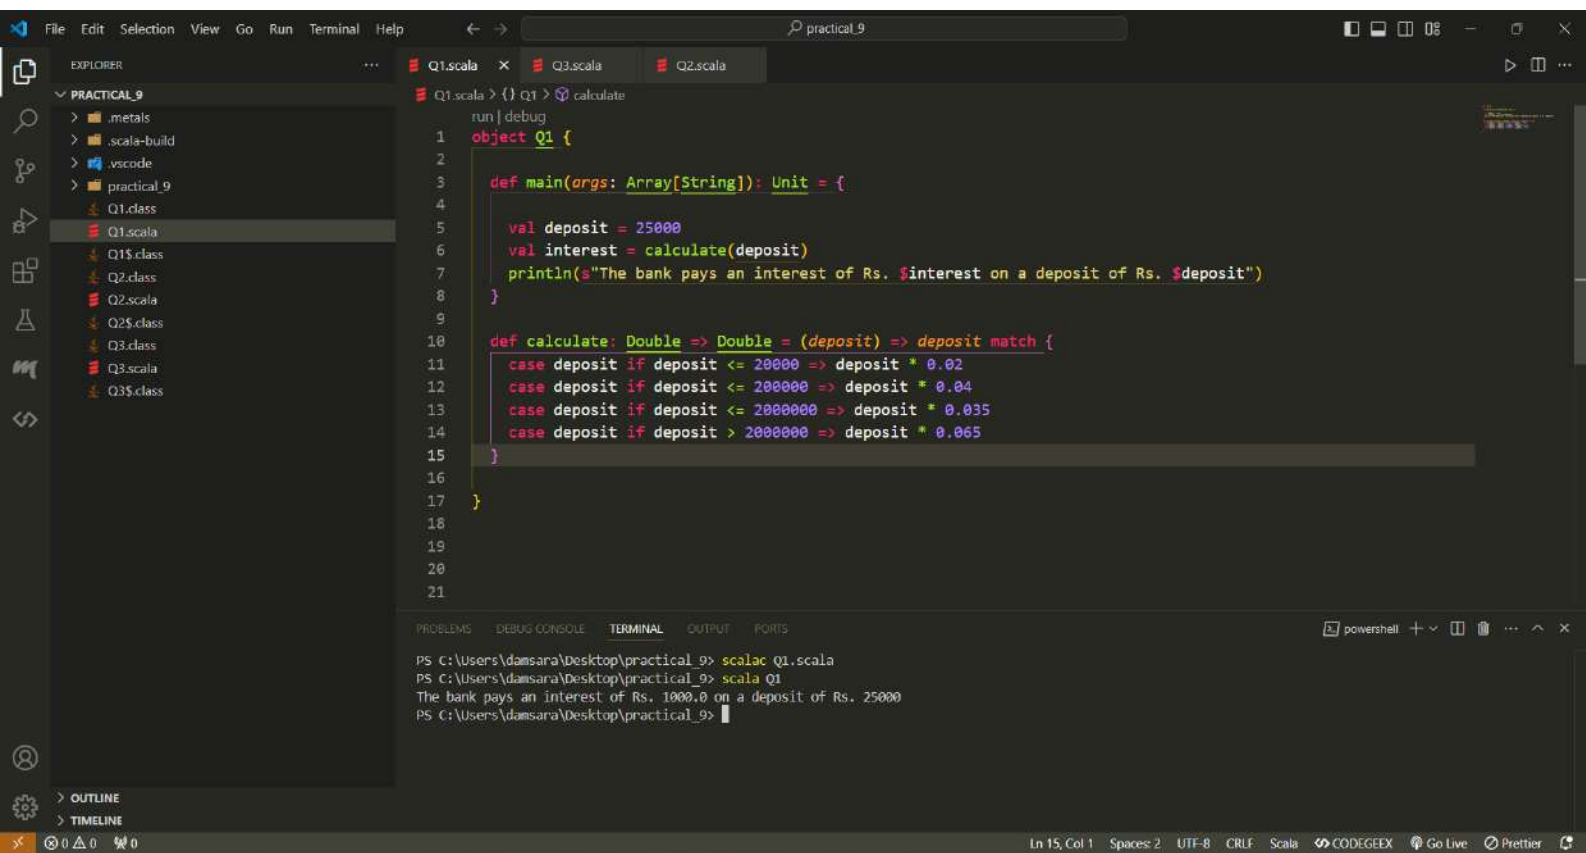 File Edit Selection View Go Run Terminal Help
practical_9
EXPLORER
PRACTICAL_9
.metals
.scala-build
.vscode
practical_9
Q1.class
Q1.scala
Q1$.class
Q2.class
Q2.scala
Q2$.class
Q3.class
Q3.scala
Q3$.class
OUTLINE
TIMELINE
Q1.scala Q3.scala Q2.scala
Q1.scala > {} Q1 > calculate
run | debug
1 object Q1 {
2
3 def main(args: Array[String]): Unit = {
4
5 val deposit = 25000
6 val interest = calculate(deposit)
7 println(s"The bank pays an interest of Rs. $interest on a deposit of Rs. $deposit")
8 }
9
10 def calculate: Double => Double = (deposit) => deposit match {
11 case deposit if deposit <= 20000 => deposit * 0.02
12 case deposit if deposit <= 200000 => deposit * 0.04
13 case deposit if deposit <= 2000000 => deposit * 0.035
14 case deposit if deposit > 2000000 => deposit * 0.065
15 }
16
17 }
18
19
20
21
PROBLEMS DEBUG CONSOLE TERMINAL OUTPUT PORTS
powershell
PS C:\Users\damsara\Desktop\practical_9> scalac Q1.scala
PS C:\Users\damsara\Desktop\practical_9> scala Q1
The bank pays an interest of Rs. 1000.0 on a deposit of Rs. 25000
PS C:\Users\damsara\Desktop\practical_9>
0 0 0 Ln 15, Col 1 Spaces: 2 UTF-8 CRLF Scala CODEGEEX Go Live Prettier